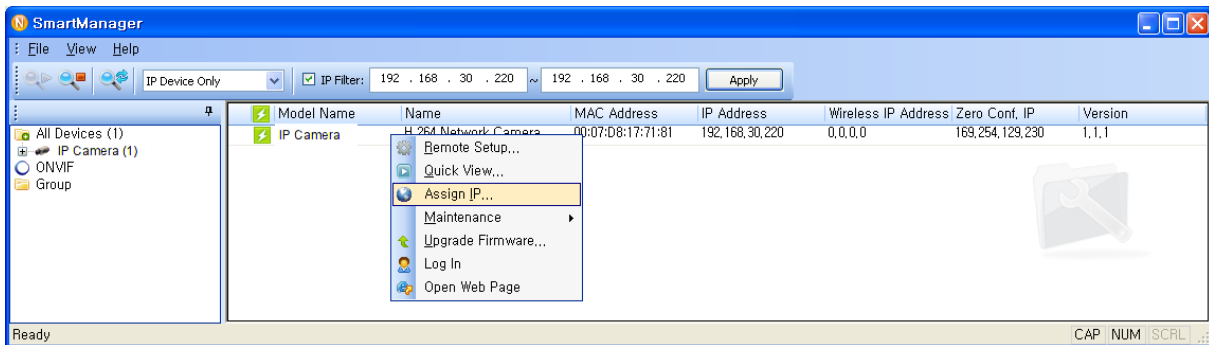 SmartManager
File View Help
IP Device Only IP Filter: 192 . 168 . 30 . 220 ~ 192 . 168 . 30 . 220 Apply
Model Name Name MAC Address IP Address Wireless IP Address Zero Conf, IP Version
All Devices (1)
IP Camera (1)
ONVIF
Group
IP Camera H.264 Network Camera 00:07:D8:17:71:81 192,168,30,220 0,0,0,0 169,254,129,230 1,1,1
Remote Setup,,,
Quick View,,,
Assign IP,,,
Maintenance
Upgrade Firmware,,,
Log In
Open Web Page
Ready CAP NUM SCRL